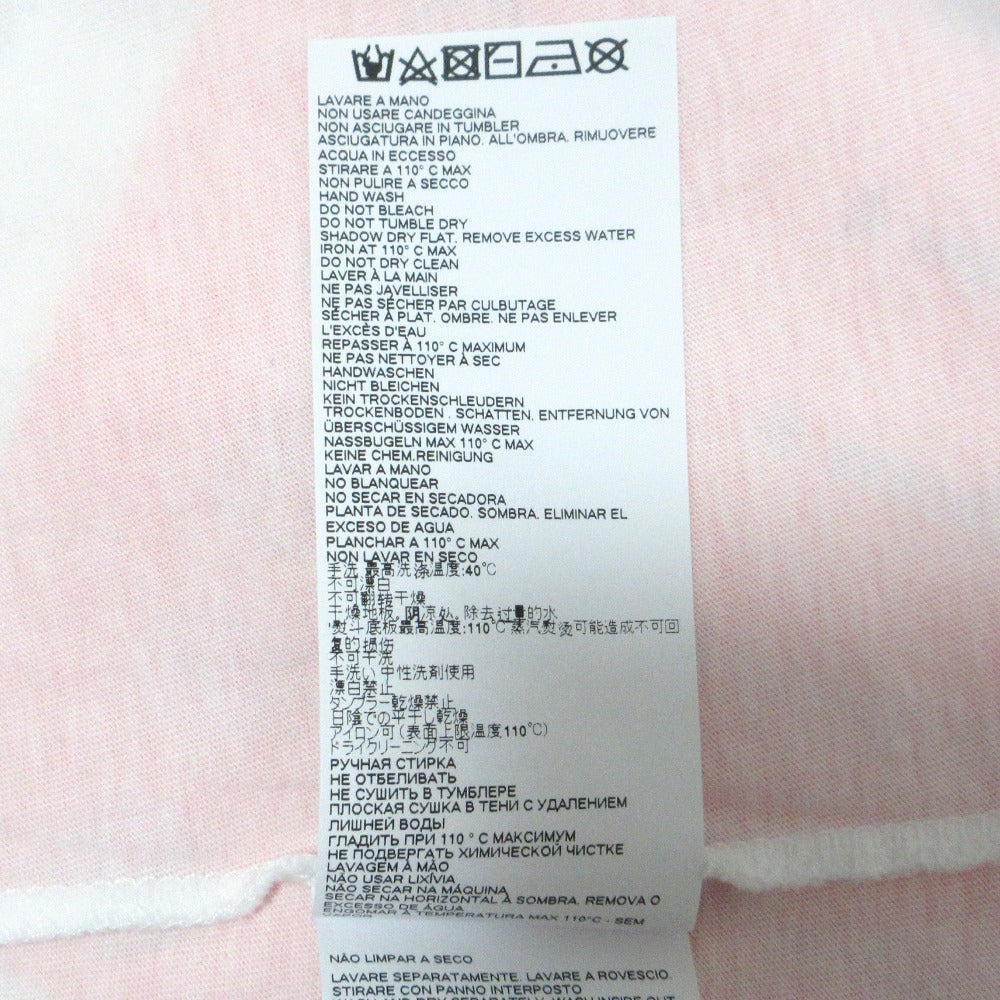 LAVARE A MANO
NON USARE CANDEGGINA
NON ASCIUGARE IN TUMBLER
ASCIUGATURA IN PIANO. ALL'OMBRA. RIMUOVERE
ACQUA IN ECCESSO
STIRARE A 110° C MAX
NON PULIRE A SECCO
HAND WASH
DO NOT BLEACH
DO NOT TUMBLE DRY
SHADOW DRY FLAT. REMOVE EXCESS WATER
IRON AT 110° C MAX
DO NOT DRY CLEAN
LAVER À LA MAIN
NE PAS JAVELLISER
NE PAS SÉCHER PAR CULBUTAGE
SÉCHER À PLAT. OMBRE. NE PAS ENLEVER
L'EXCÈS D'EAU
REPASSER À 110° C MAXIMUM
NE PAS NETTOYER À SEC
HANDWASCHEN
NICHT BLEICHEN
KEIN TROCKENSCHLEUDERN
TROCKENBODEN . SCHATTEN. ENTFERNUNG VON
ÜBERSCHÜSSIGEM WASSER
NASSBUGELN MAX 110° C MAX
KEINE CHEM.REINIGUNG
LAVAR A MANO
NO BLANQUEAR
NO SECAR EN SECADORA
PLANTA DE SECADO. SOMBRA. ELIMINAR EL
EXCESO DE AGUA
PLANCHAR A 110° C MAX
NON LAVAR EN SECO
手洗 最高洗涤温度:40℃
不可漂白
不可翻转干燥
干燥地板。阴凉处。除去过量的水
熨斗底板最高温度:110℃ 蒸汽熨烫可能造成不可回
复的损伤
不可干洗
手洗い 中性洗剤使用
漂白禁止
タンブラー乾燥禁止
日陰での平干し乾燥
アイロン可(表面上限温度110℃)
ドライクリーニング不可
РУЧНАЯ СТИРКА
НЕ ОТБЕЛИВАТЬ
НЕ СУШИТЬ В ТУМБЛЕРЕ
ПЛОСКАЯ СУШКА В ТЕНИ С УДАЛЕНИЕМ
ЛИШНЕЙ ВОДЫ
ГЛАДИТЬ ПРИ 110 ° С МАКСИМУМ
НЕ ПОДВЕРГАТЬ ХИМИЧЕСКОЙ ЧИСТКЕ
LAVAGEM À MÃO
NÃO USAR LIXÍVIA
NÃO SECAR NA MÁQUINA
SECAR NA HORIZONTAL À SOMBRA. REMOVA O
EXCESSO DE ÁGUA
ENGOMAR À TEMPERATURA MAX 110°C - SEM
NÃO LIMPAR A SECO
LAVARE SEPARATAMENTE. LAVARE A ROVESCIO.
STIRARE CON PANNO INTERPOSTO
WASH AND DRY SEPARATELY. WASH INSIDE OUT